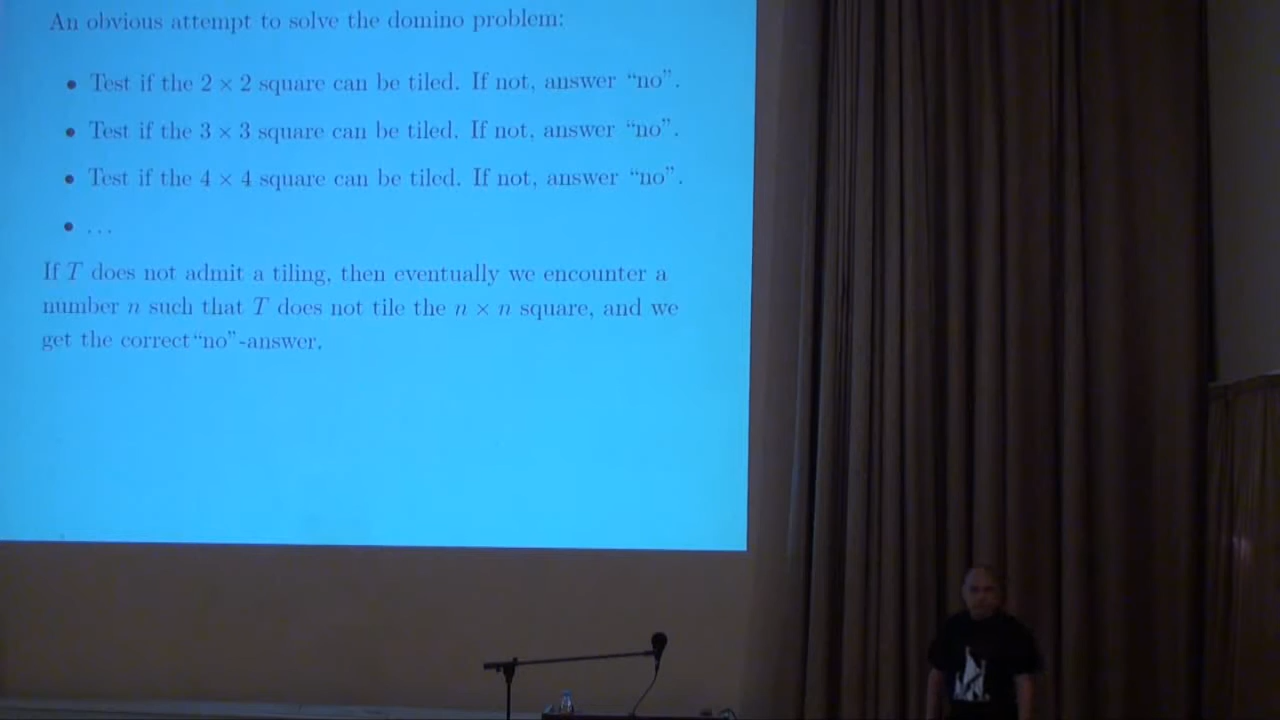 An obvious attempt to solve the domino problem:
• Test if the 2 × 2 square can be tiled. If not, answer “no”.
• Test if the 3 × 3 square can be tiled. If not, answer “no”.
• Test if the 4 × 4 square can be tiled. If not, answer “no”.
• ...
If T does not admit a tiling, then eventually we encounter a
number n such that T does not tile the n × n square, and we
get the correct“no”-answer.